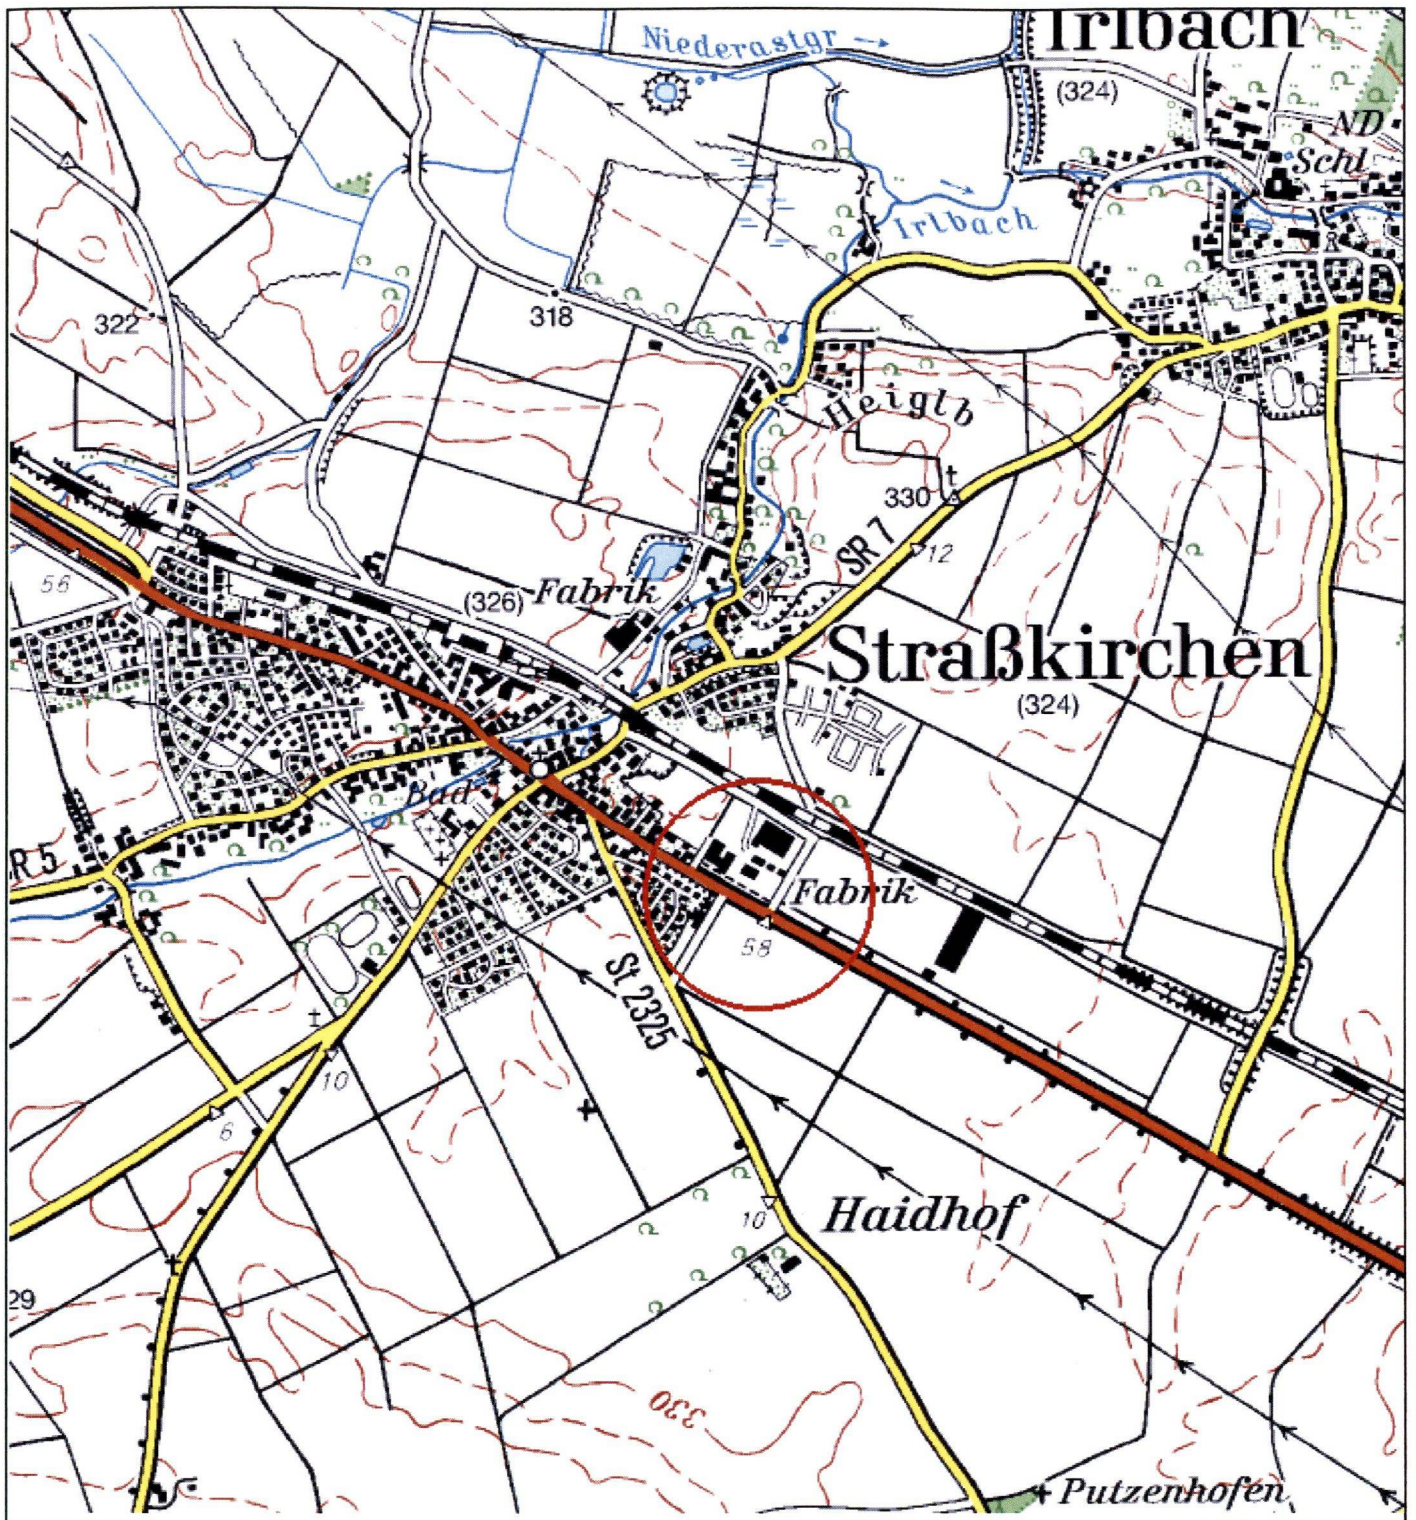 Irlbach
Niederastgr
(324)
ND
Schl
Irlbach
322
318
Heiglb
330
SR 7
12
56
(326)
Fabrik
Straßkirchen
(324)
Bad
R 5
Fabrik
58
St 2325
10
6
10
Haidhof
29
330
Putzenhofen